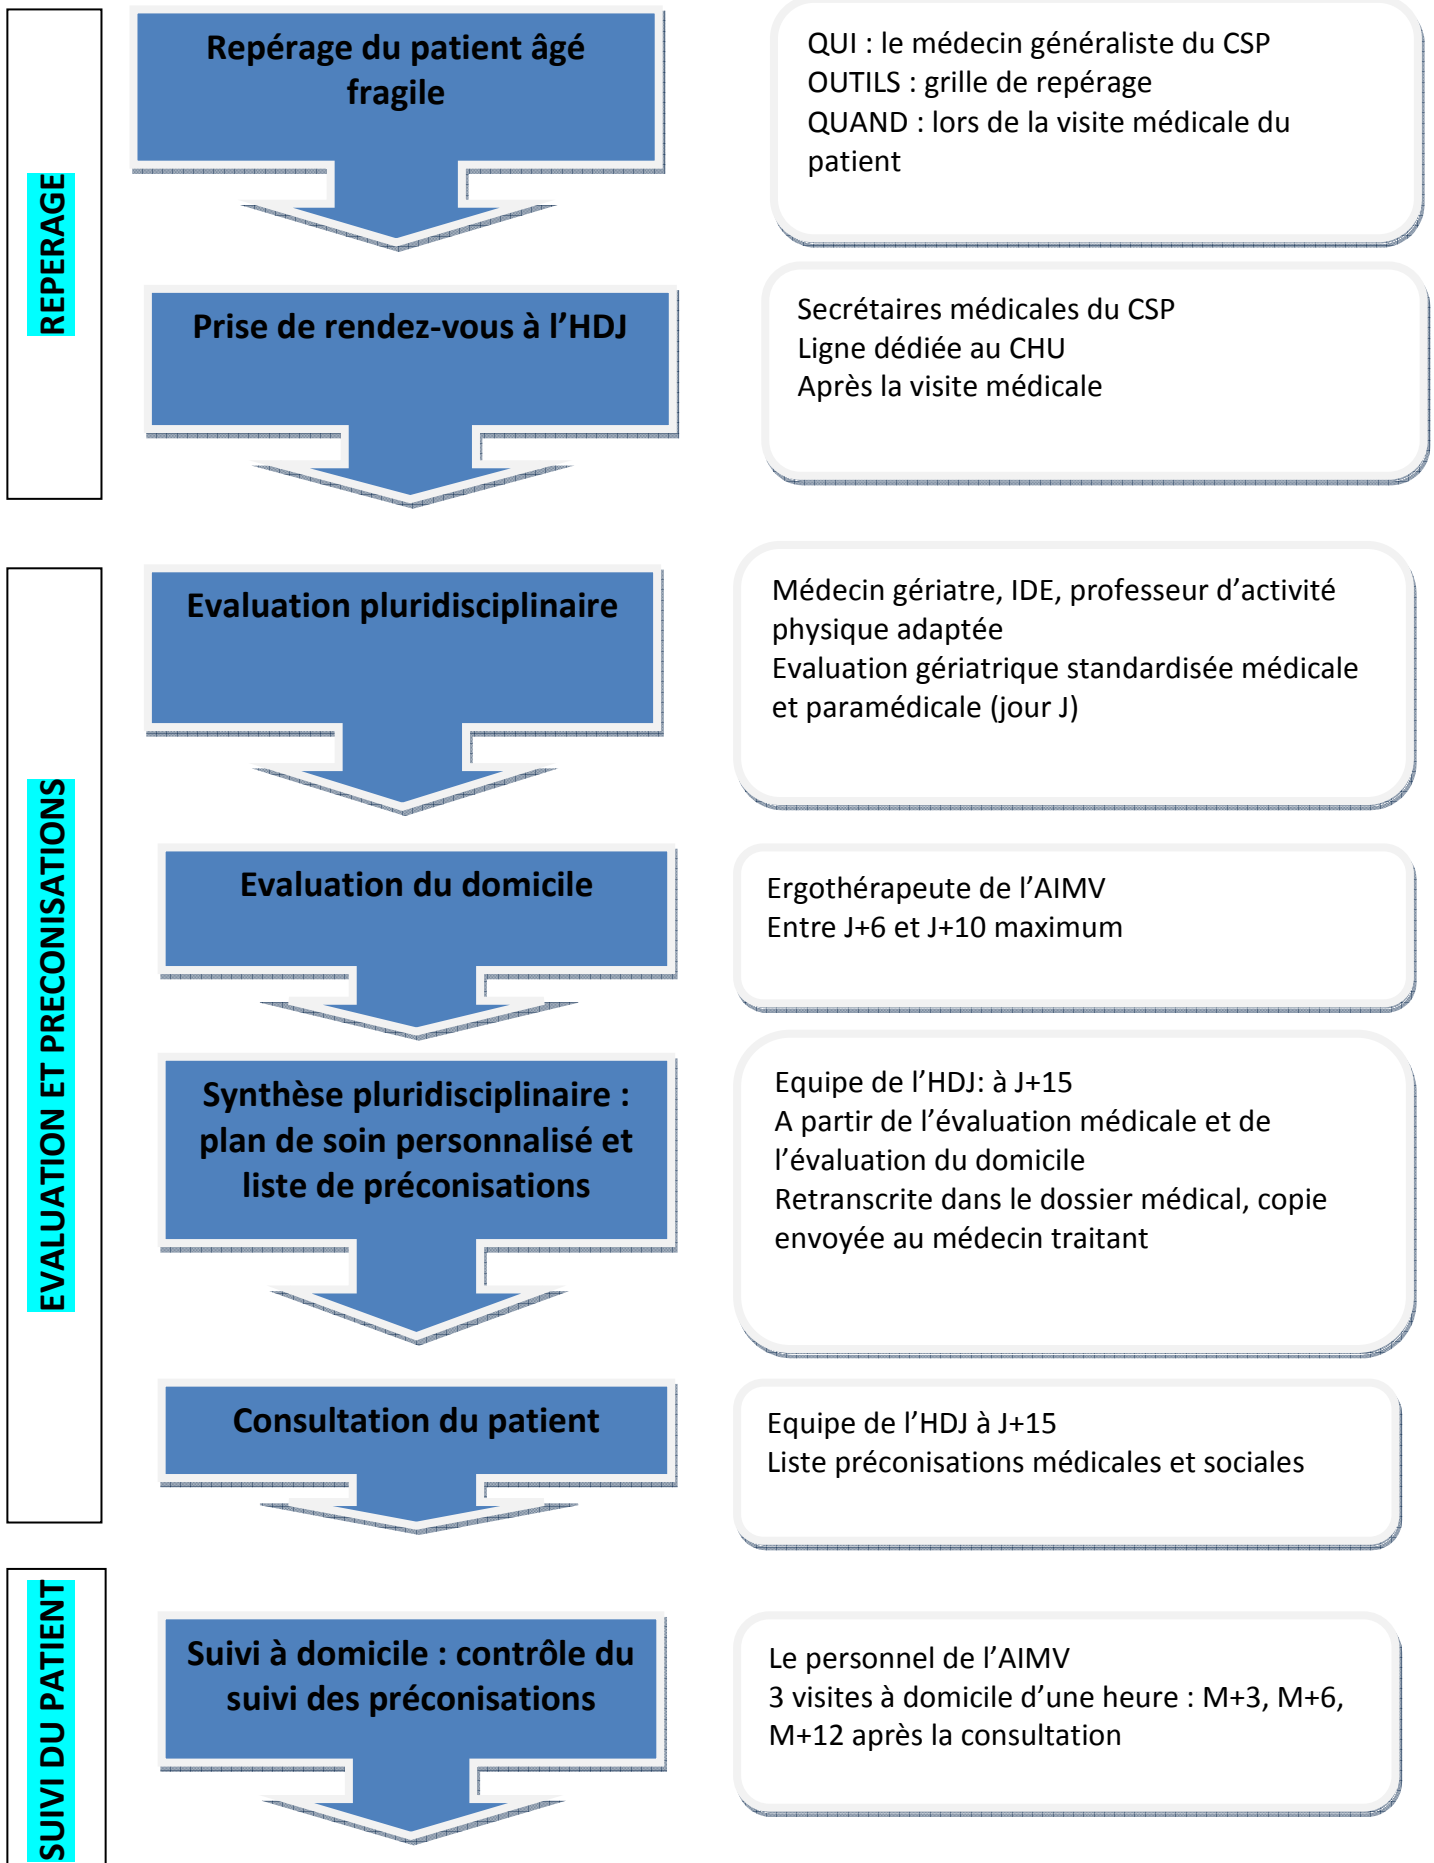 REPERAGE
Repérage du patient âgé
fragile
QUI : le médecin généraliste du CSP
OUTILS : grille de repérage
QUAND : lors de la visite médicale du
patient
Prise de rendez-vous à l’HDJ
Secrétaires médicales du CSP
Ligne dédiée au CHU
Après la visite médicale
EVALUATION ET PRECONISATIONS
Evaluation pluridisciplinaire
Médecin gériatre, IDE, professeur d’activité
physique adaptée
Evaluation gériatrique standardisée médicale
et paramédicale (jour J)
Evaluation du domicile
Ergothérapeute de l’AIMV
Entre J+6 et J+10 maximum
Synthèse pluridisciplinaire :
plan de soin personnalisé et
liste de préconisations
Equipe de l’HDJ: à J+15
A partir de l’évaluation médicale et de
l’évaluation du domicile
Retranscrite dans le dossier médical, copie
envoyée au médecin traitant
Consultation du patient
Equipe de l’HDJ à J+15
Liste préconisations médicales et sociales
SUIVI DU PATIENT
Suivi à domicile : contrôle du
suivi des préconisations
Le personnel de l’AIMV
3 visites à domicile d’une heure : M+3, M+6,
M+12 après la consultation